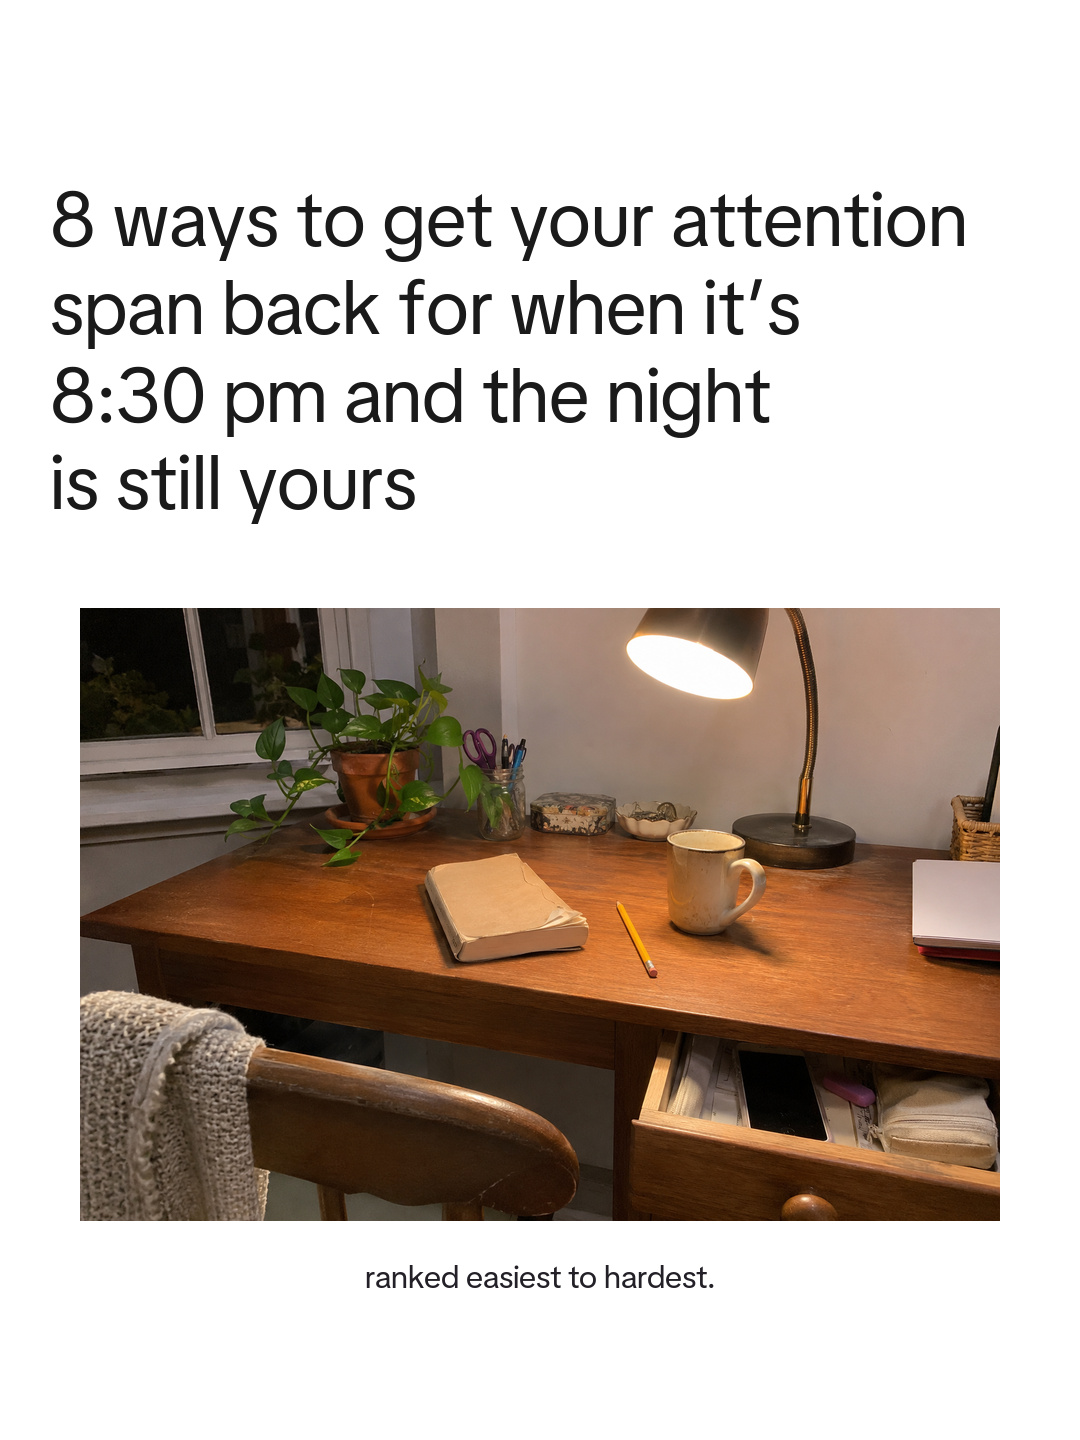 8 ways to get your attention
span back for when it’s
8:30 pm and the night
is still yours
ranked easiest to hardest.